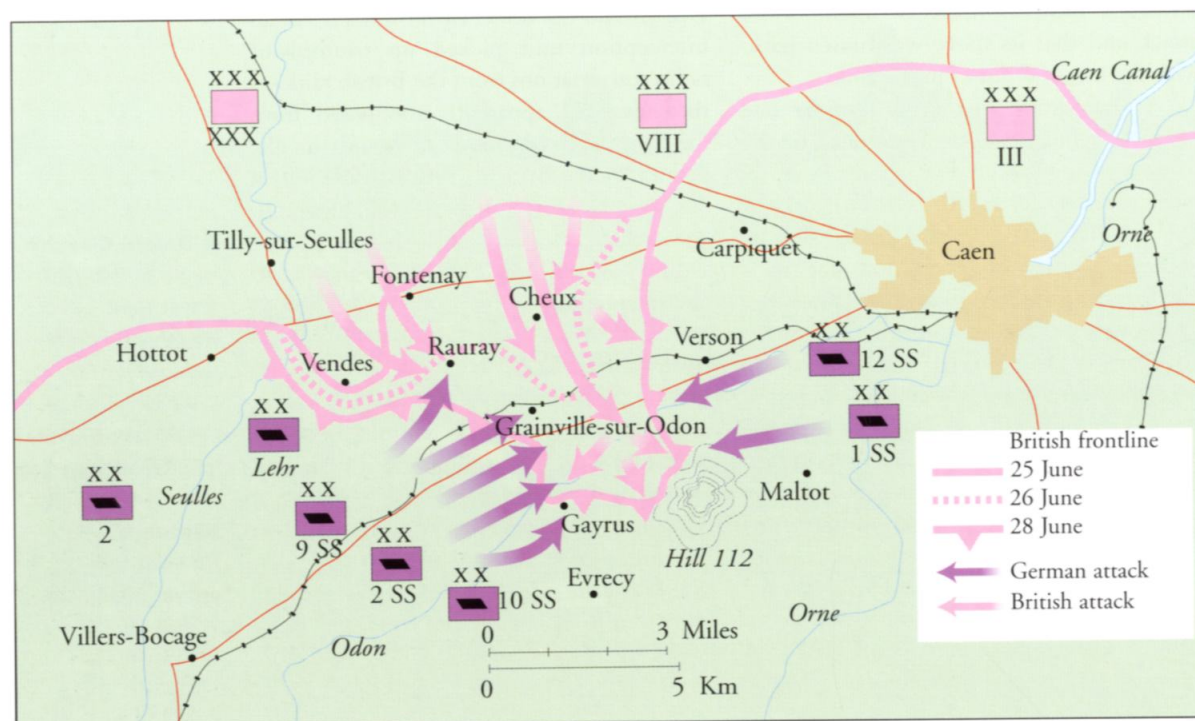 Caen Canal
XXX
XXX
XXX
VIII
XXX
III
Tilly-sur-Seulles
Carpiquet
Orne
Caen
Fontenay
Cheux
Hottot
Vendes
Rauray
Verson
XX
12 SS
Grainville-sur-Odon
XX
Lehr
XX
1 SS
XX
2
Seulles
XX
9 SS
Maltot
Gayrus
Hill 112
XX
2 SS
XX
10 SS
Evrecy
Orne
Villers-Bocage
Odon
0 3 Miles
0 5 Km
British frontline
25 June
26 June
28 June
German attack
British attack